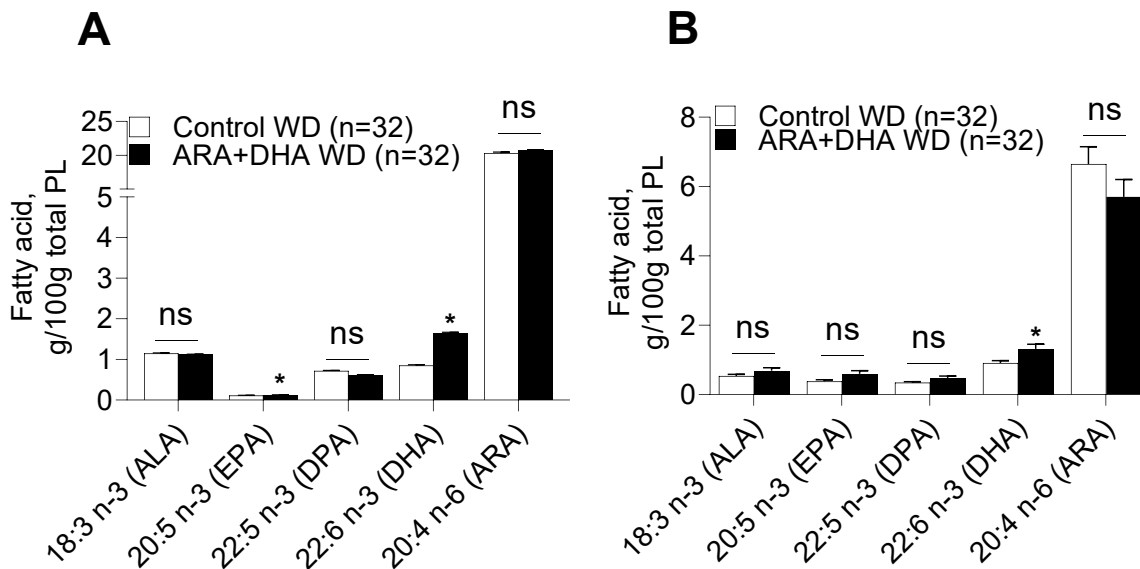 A
Fatty acid,
g/100g total PL
25
20
5
4
3
2
1
0
Control WD (n=32)
ARA+DHA WD (n=32)
ns
*
ns
*
ns
18:3 n-3 (ALA)
20:5 n-3 (EPA)
22:5 n-3 (DPA)
22:6 n-3 (DHA)
20:4 n-6 (ARA)
B
Fatty acid,
g/100g total PL
8
6
4
2
0
Control WD (n=32)
ARA+DHA WD (n=32)
ns
ns
ns
*
ns
18:3 n-3 (ALA)
20:5 n-3 (EPA)
22:5 n-3 (DPA)
22:6 n-3 (DHA)
20:4 n-6 (ARA)